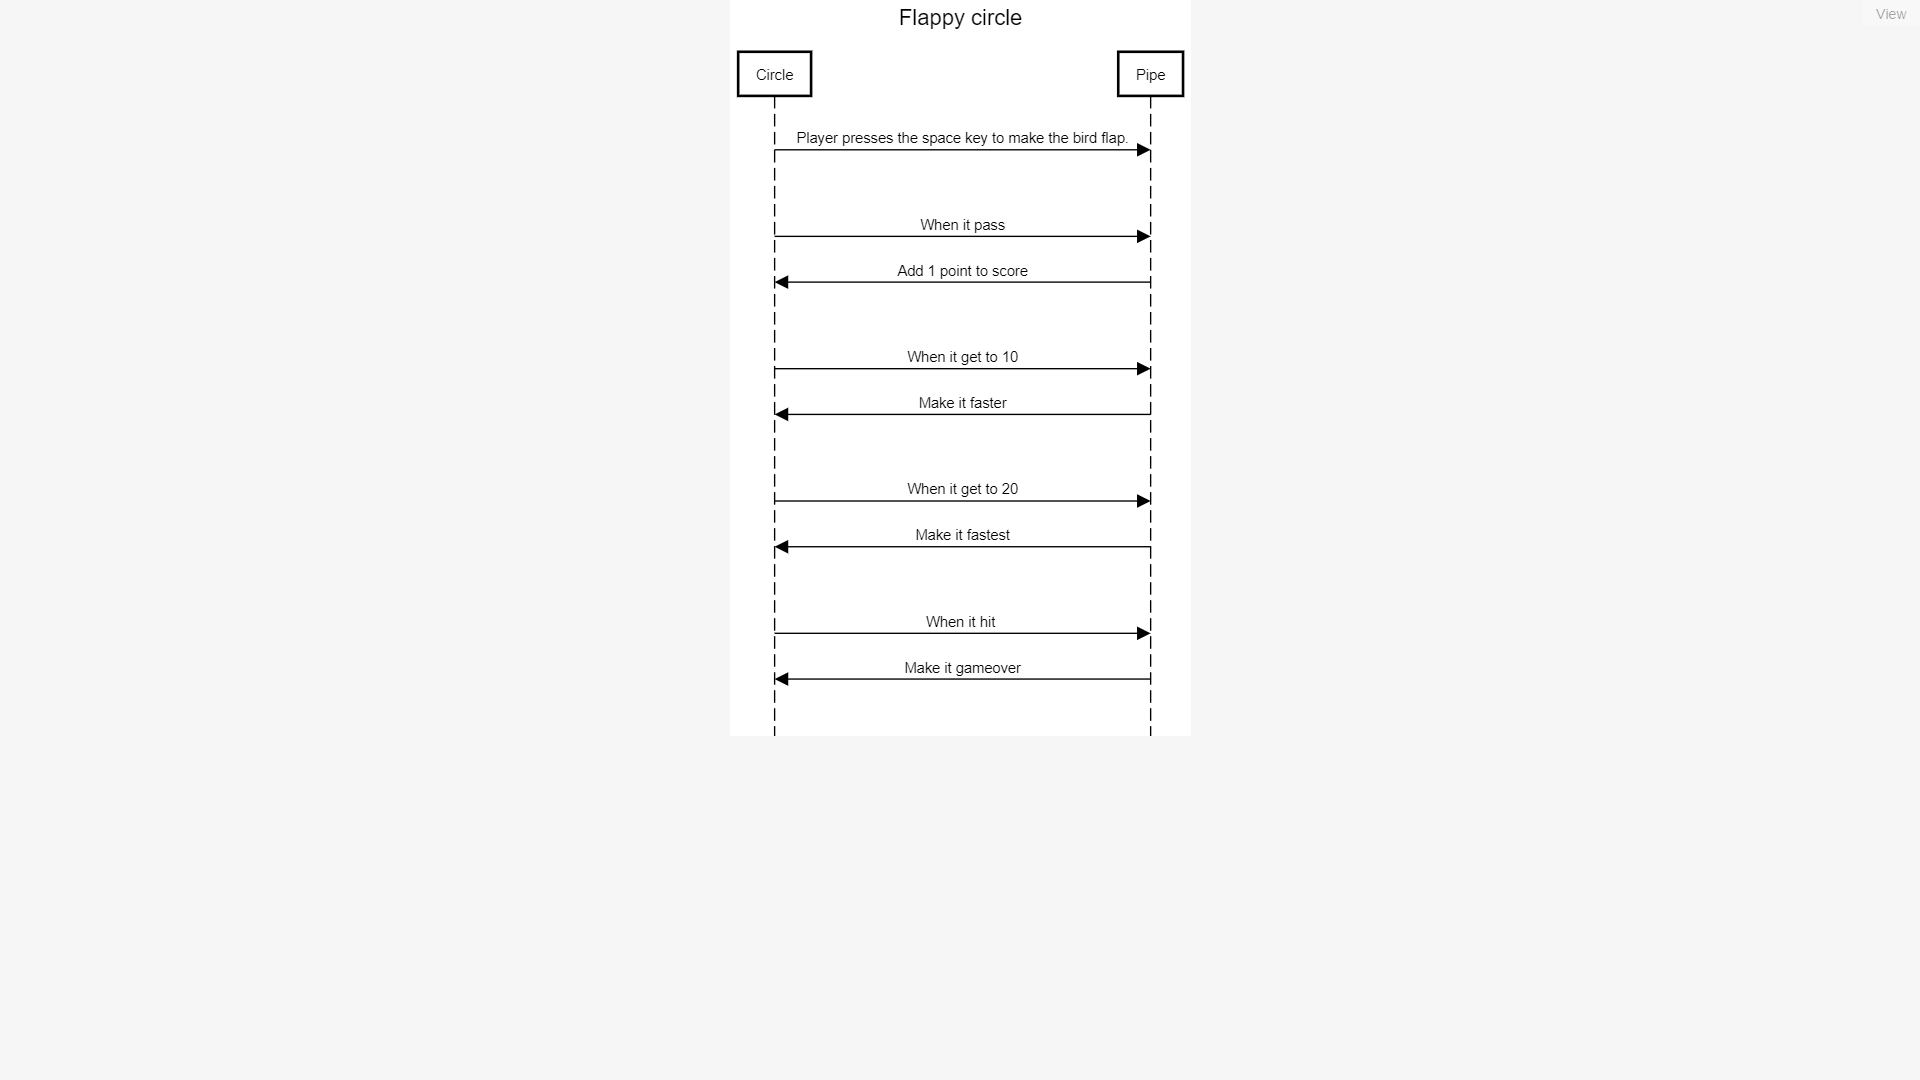 Flappy circle
View
Circle
Pipe
Player presses the space key to make the bird flap.
When it pass
Add 1 point to score
When it get to 10
Make it faster
When it get to 20
Make it fastest
When it hit
Make it gameover